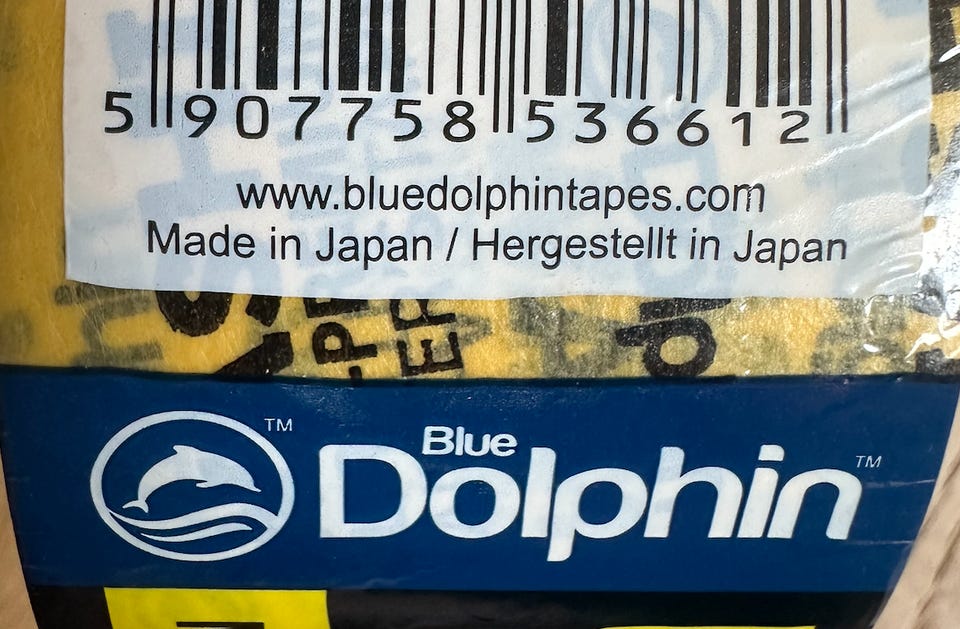 5 907758 536612
www.bluedolphintapes.com
Made in Japan / Hergestellt in Japan
TM
Blue
Dolphin TM